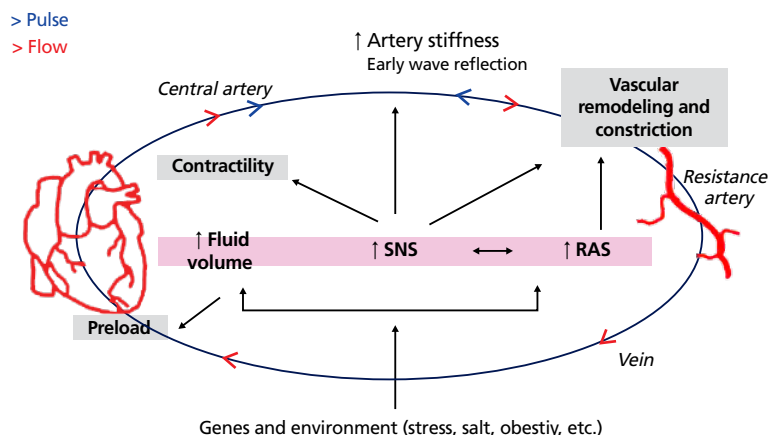 > Pulse
> Flow
↑ Artery stiffness
Early wave reflection
Central artery
Vascular
remodeling and
constriction
Contractility
Resistance
artery
↑ Fluid
volume
↑ SNS
↑ RAS
Preload
Vein
Genes and environment (stress, salt, obestiy, etc.)